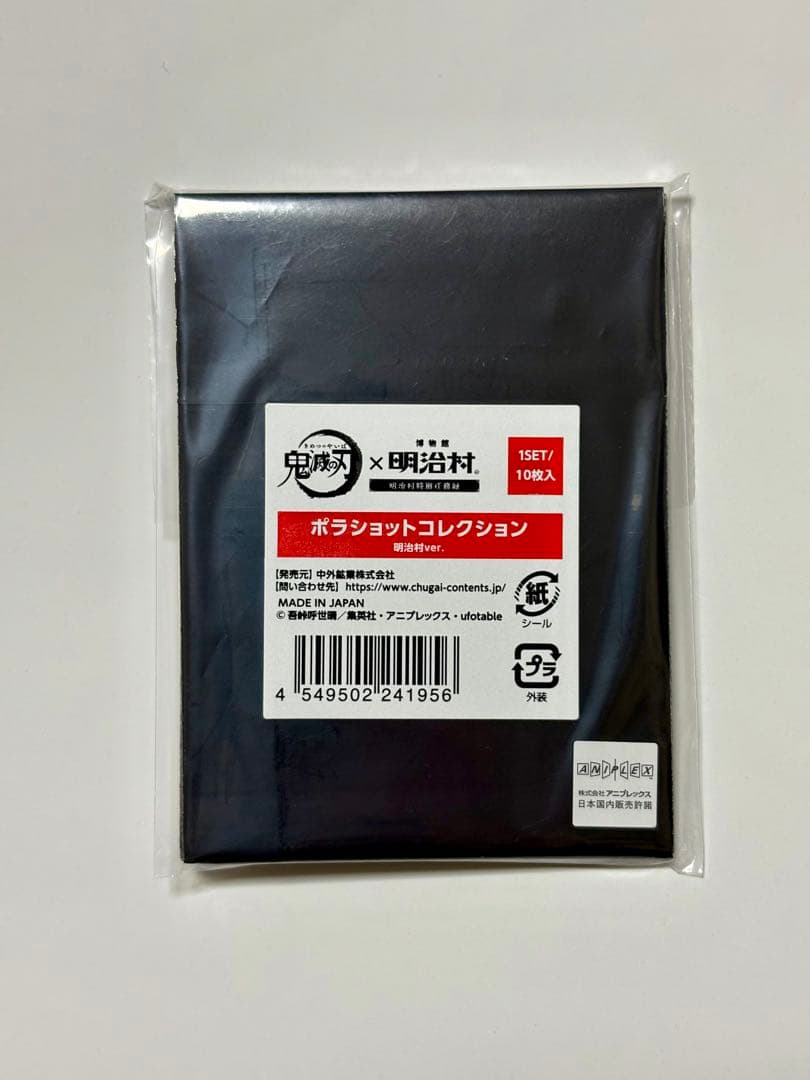 きめつのやいば
鬼滅の刃
×
博物館
明治村®
明治村特別任務録
1SET/
10枚入
ポラショットコレクション
明治村ver.
【発売元】中外鉱業株式会社
【問い合わせ先】https://www.chugai-contents.jp/
MADE IN JAPAN
© 吾峠呼世晴／集英社・アニプレックス・ufotable
紙
シール
プラ
外装
4 549502 241956
ANIPLEX™
株式会社アニプレックス
日本国内販売許諾